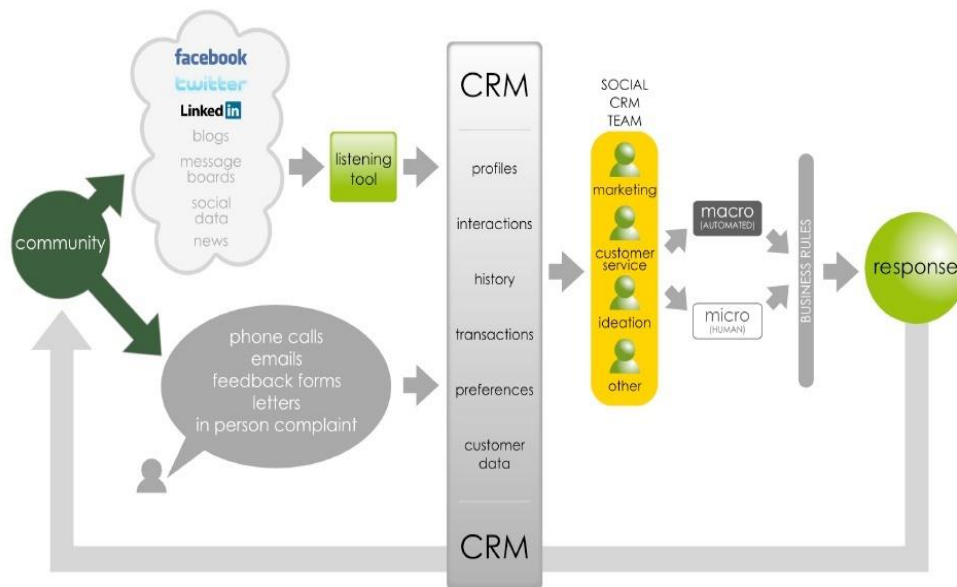 facebook
twitter
Linked in
blogs
message
boards
social
data
news
community
listening
tool
phone calls
emails
feedback forms
letters
in person complaint
CRM
profiles
interactions
history
transactions
preferences
customer
data
CRM
SOCIAL
CRM
TEAM
marketing
customer
service
ideation
other
macro
(AUTOMATED)
micro
(HUMAN)
BUSINESS RULES
response